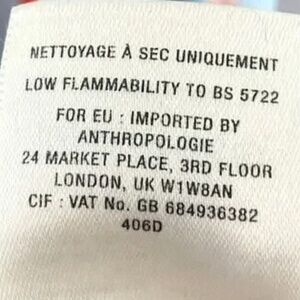 NETTOYAGE À SEC UNIQUEMENT
LOW FLAMMABILITY TO BS 5722
FOR EU : IMPORTED BY
ANTHROPOLOGIE
24 MARKET PLACE, 3RD FLOOR
LONDON, UK W1W8AN
CIF : VAT No. GB 684936382
406D